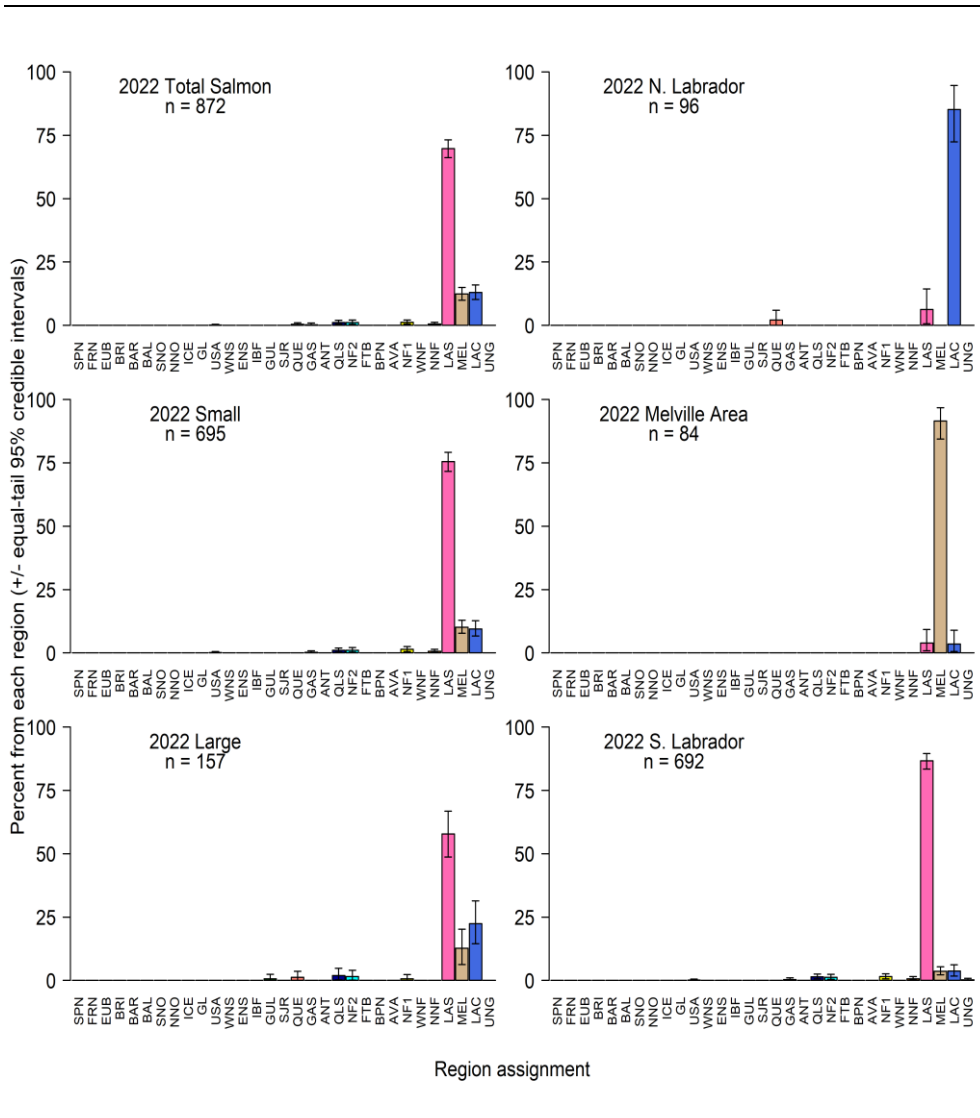 Percent from each region (+/- equal-tail 95% credible intervals)
2022 Total Salmon
n = 872
100
75
50
25
0
SPN FRN EUB BRI BAR BAL SNO NNO ICE GL USA WNS ENS IBF GUL SJR QUE GAS ANT QLS NF2 FTB BPN AVA NF1 WNF NNF LAS MEL LAC UNG
2022 N. Labrador
n = 96
100
75
50
25
0
SPN FRN EUB BRI BAR BAL SNO NNO ICE GL USA WNS ENS IBF GUL SJR QUE GAS ANT QLS NF2 FTB BPN AVA NF1 WNF NNF LAS MEL LAC UNG
2022 Small
n = 695
100
75
50
25
0
SPN FRN EUB BRI BAR BAL SNO NNO ICE GL USA WNS ENS IBF GUL SJR QUE GAS ANT QLS NF2 FTB BPN AVA NF1 WNF NNF LAS MEL LAC UNG
2022 Melville Area
n = 84
100
75
50
25
0
SPN FRN EUB BRI BAR BAL SNO NNO ICE GL USA WNS ENS IBF GUL SJR QUE GAS ANT QLS NF2 FTB BPN AVA NF1 WNF NNF LAS MEL LAC UNG
2022 Large
n = 157
100
75
50
25
0
SPN FRN EUB BRI BAR BAL SNO NNO ICE GL USA WNS ENS IBF GUL SJR QUE GAS ANT QLS NF2 FTB BPN AVA NF1 WNF NNF LAS MEL LAC UNG
2022 S. Labrador
n = 692
100
75
50
25
0
SPN FRN EUB BRI BAR BAL SNO NNO ICE GL USA WNS ENS IBF GUL SJR QUE GAS ANT QLS NF2 FTB BPN AVA NF1 WNF NNF LAS MEL LAC UNG
Region assignment